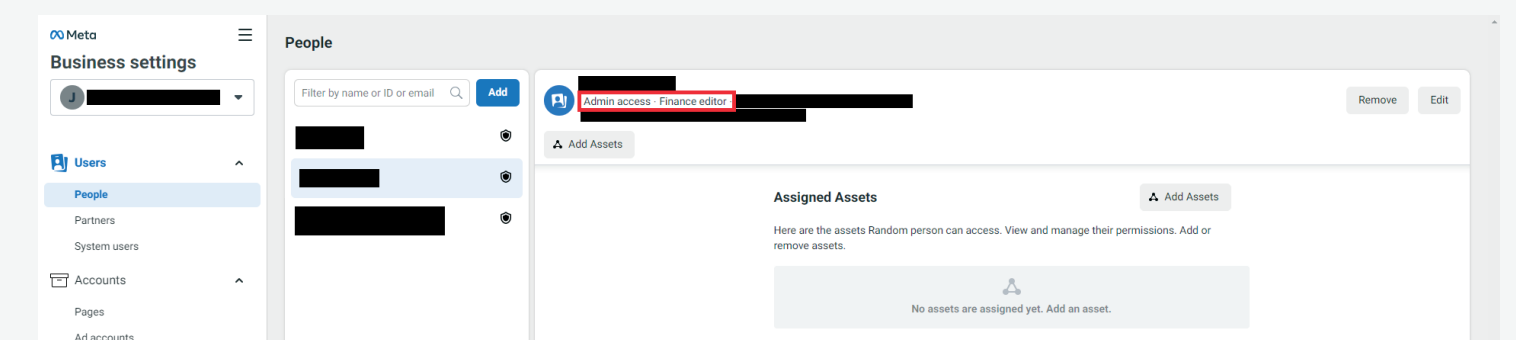 Meta
Business settings
J
Users
People
Partners
System users
Accounts
Pages
Ad accounts
People
Filter by name or ID or email
Add
Admin access · Finance editor ·
Remove
Edit
Add Assets
Assigned Assets
Add Assets
Here are the assets Random person can access. View and manage their permissions. Add or
remove assets.
No assets are assigned yet. Add an asset.